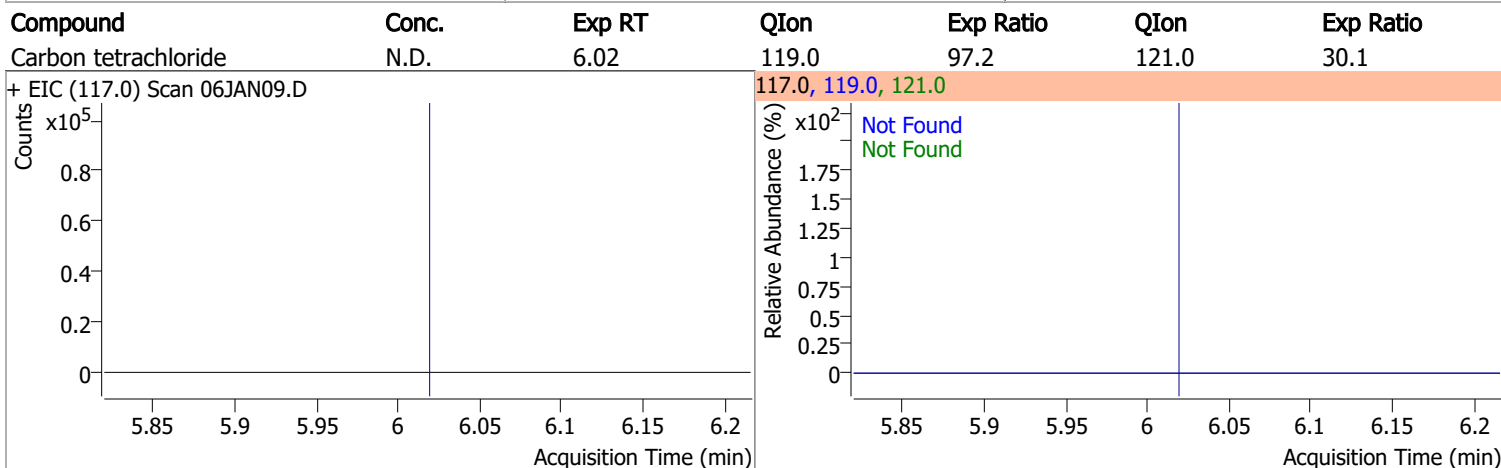 Compound Conc. Exp RT QIon Exp Ratio QIon Exp Ratio
Carbon tetrachloride N.D. 6.02 119.0 97.2 121.0 30.1
+ EIC (117.0) Scan 06JAN09.D
Counts
x10^5
0.8
0.6
0.4
0.2
0
5.85 5.9 5.95 6 6.05 6.1 6.15 6.2
Acquisition Time (min)
117.0, 119.0, 121.0
Relative Abundance (%)
x10^2
Not Found
Not Found
1.75
1.5
1.25
1
0.75
0.5
0.25
0
5.85 5.9 5.95 6 6.05 6.1 6.15 6.2
Acquisition Time (min)